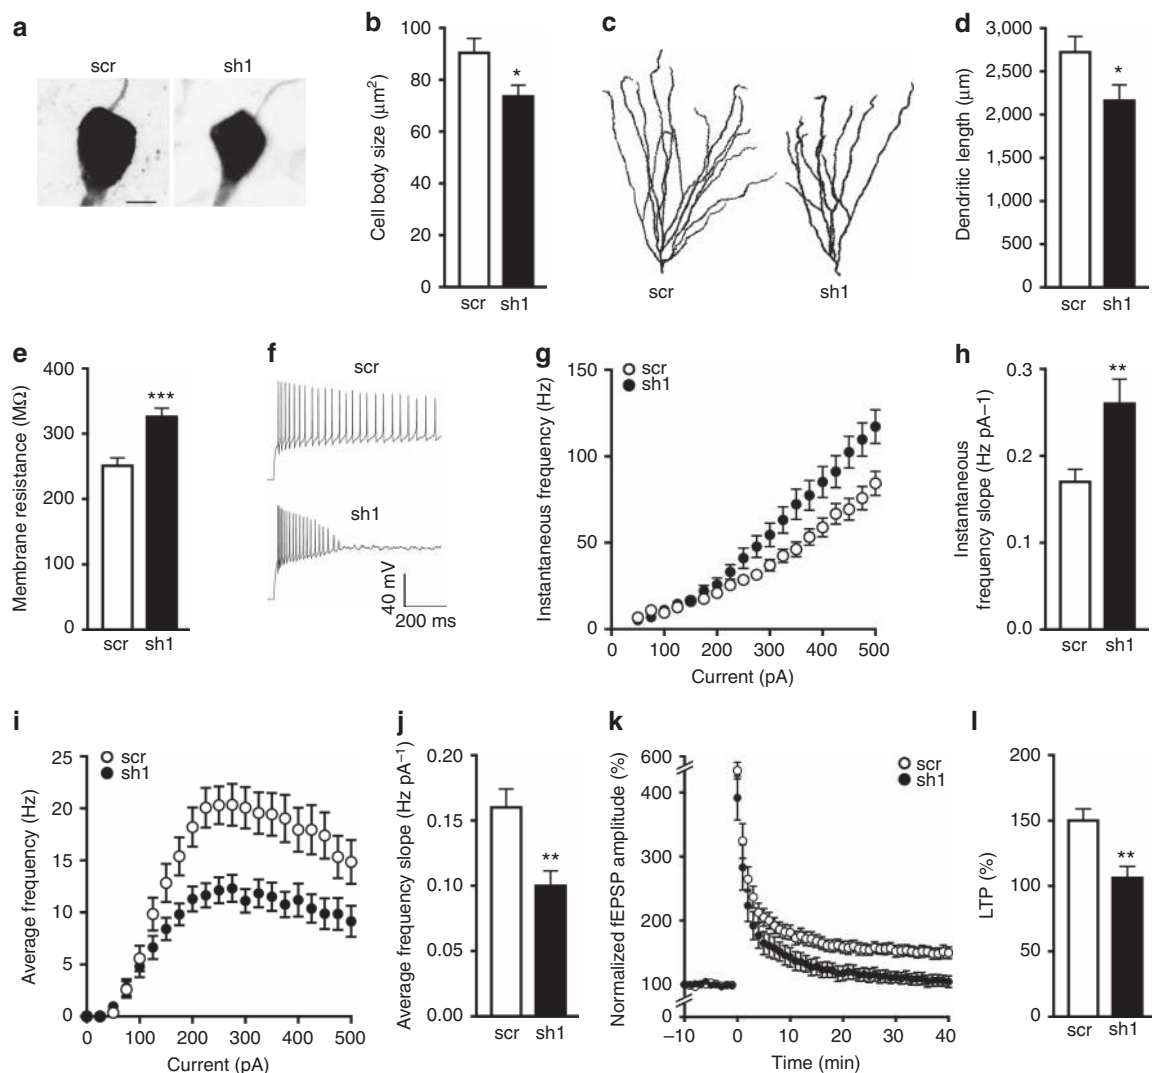 a
scr
sh1
b
Cell body size (μm²)
100
80
60
40
20
0
*
scr
sh1
c
scr
sh1
d
Dendritic length (μm)
3,000
2,500
2,000
1,500
1,000
500
0
*
scr
sh1
e
Membrane resistance (MΩ)
400
300
200
100
0
***
scr
sh1
f
scr
sh1
40 mV
200 ms
g
scr
sh1
Instantaneous frequency (Hz)
150
100
50
0
0
100
200
300
400
500
Current (pA)
h
Instantaneous
frequency slope (Hz pA–1)
0.3
0.2
0.1
0.0
**
scr
sh1
i
scr
sh1
Average frequency (Hz)
25
20
15
10
5
0
0
100
200
300
400
500
Current (pA)
j
Average frequency slope (Hz pA⁻¹)
0.20
0.15
0.10
0.05
0.00
**
scr
sh1
k
scr
sh1
Normalized fEPSP amplitude (%)
600
400
300
200
100
0
–10
0
10
20
30
40
Time (min)
l
LTP (%)
200
150
100
50
0
**
scr
sh1